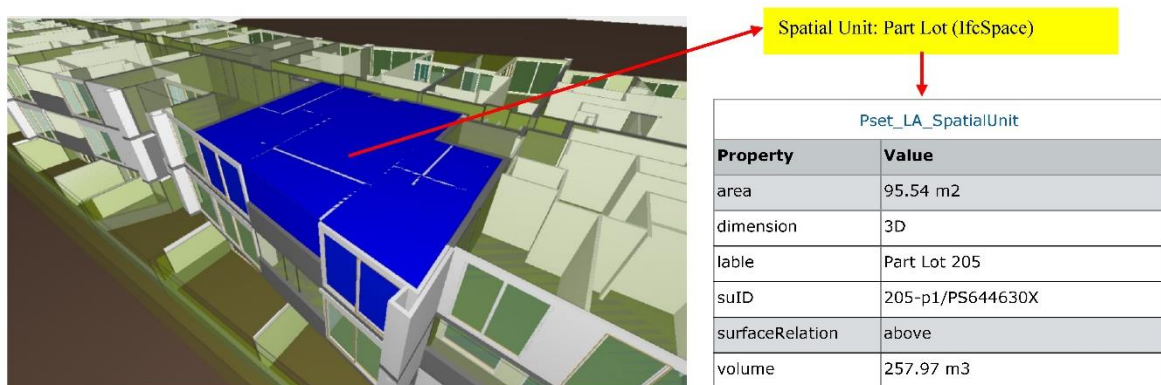 Spatial Unit: Part Lot (IfcSpace)
Pset_LA_SpatialUnit
Property Value
area 95.54 m2
dimension 3D
lable Part Lot 205
suID 205-p1/PS644630X
surfaceRelation above
volume 257.97 m3